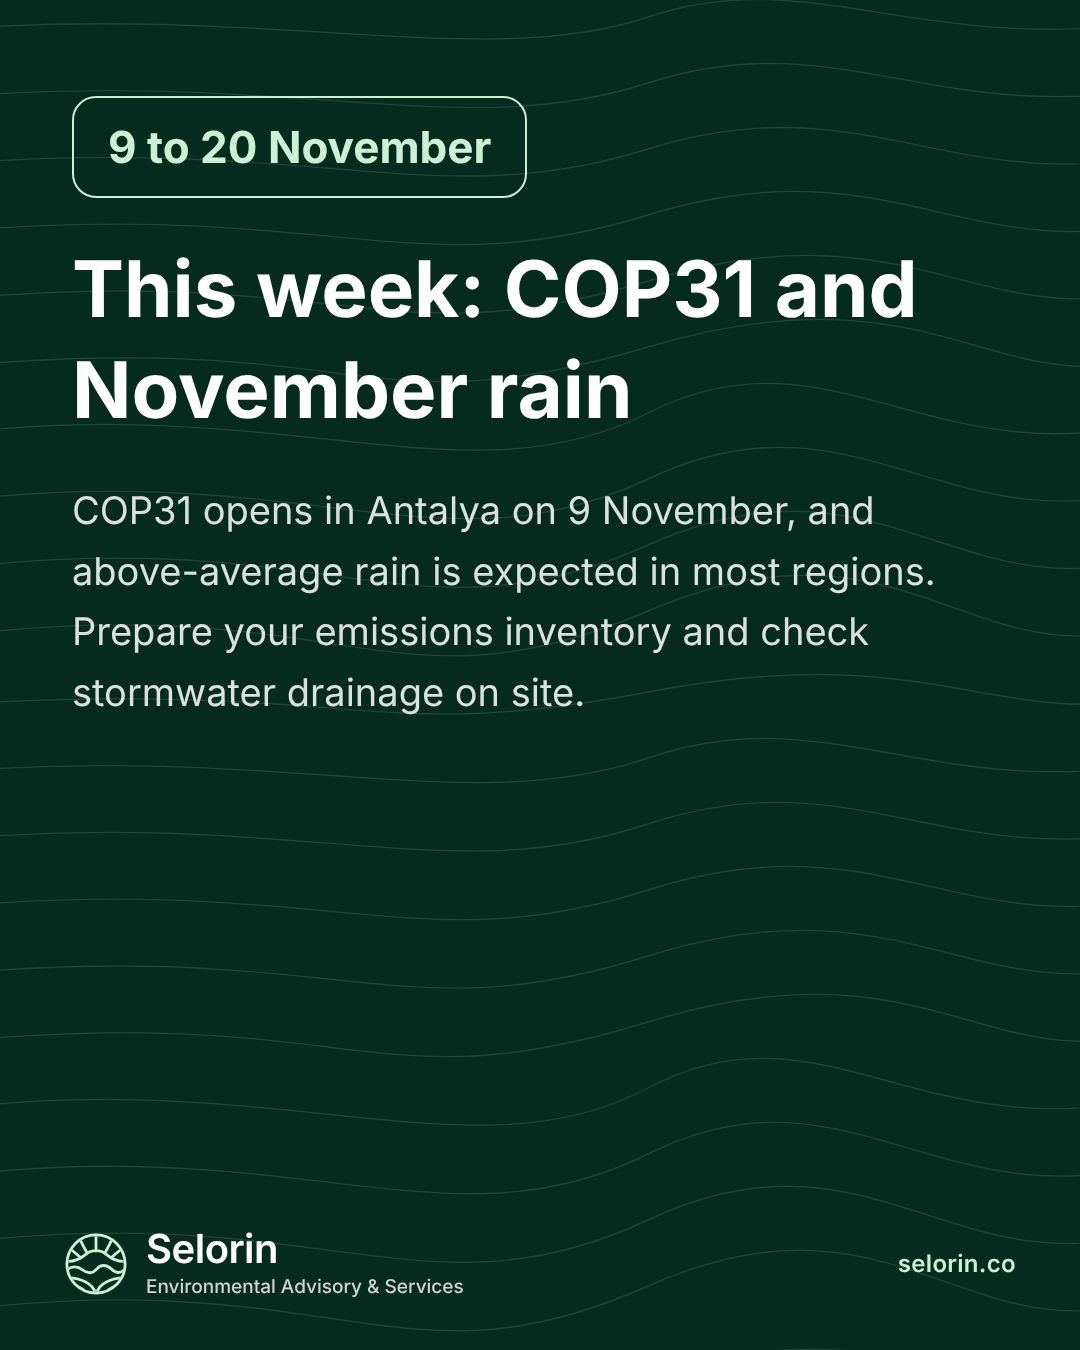 9 to 20 November
This week: COP31 and
November rain
COP31 opens in Antalya on 9 November, and
above-average rain is expected in most regions.
Prepare your emissions inventory and check
stormwater drainage on site.
Selorin
Environmental Advisory & Services
selorin.co